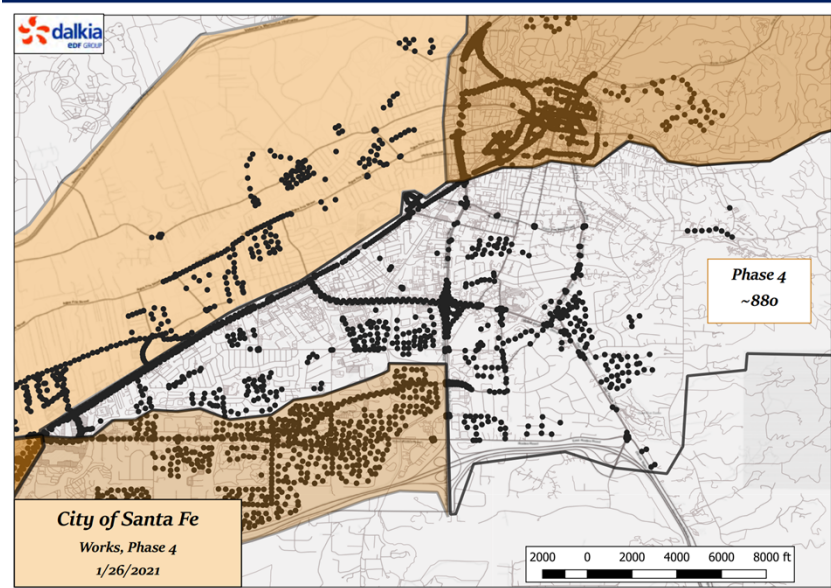 dalkia
EDF GROUP
Phase 4
~880
City of Santa Fe
Works, Phase 4
1/26/2021
2000 0 2000 4000 6000 8000 ft